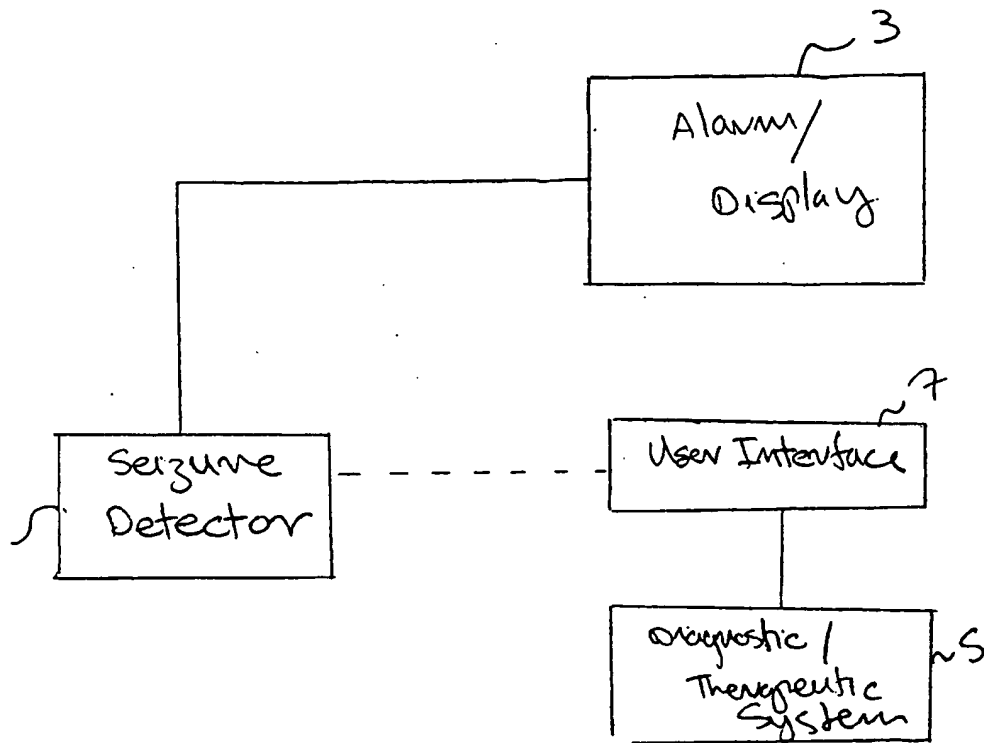 3
Alarm/
Display
7
Seizure
Detector
User Interface
Diagnostic /
Therapeutic
System
5